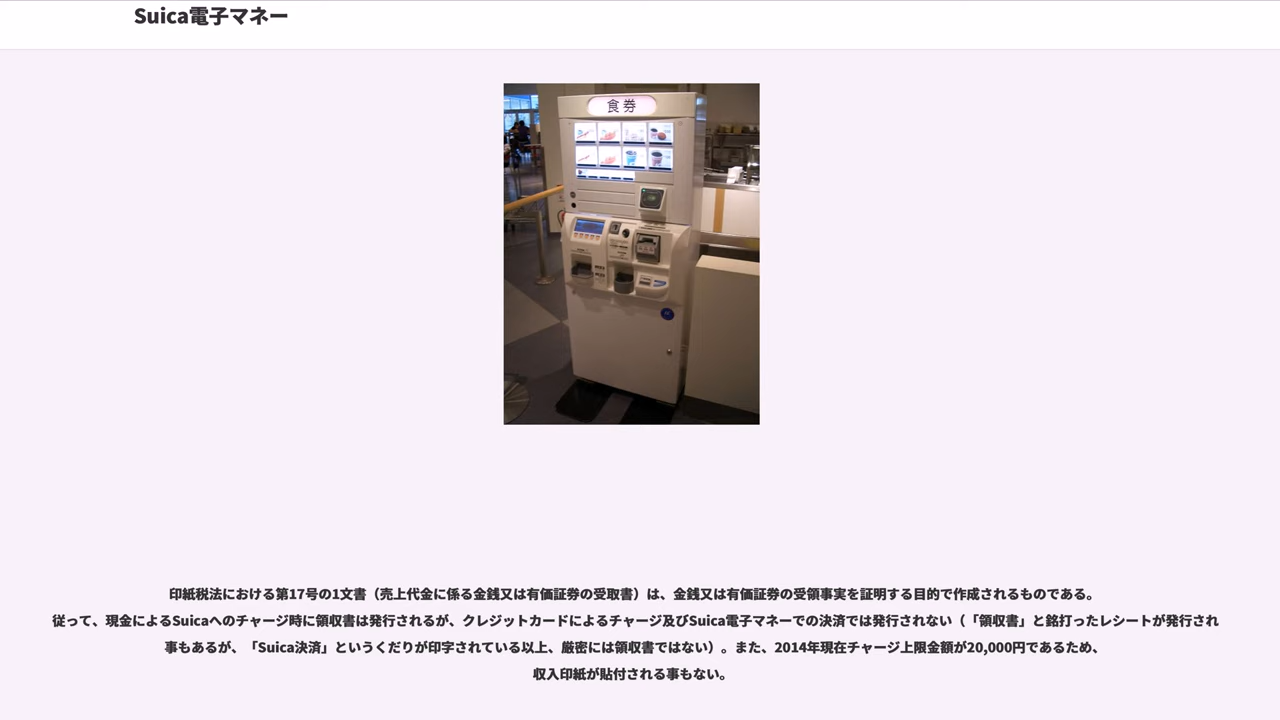 Suica電子マネー
食券
印紙税法における第17号の1文書（売上代金に係る金銭又は有価証券の受取書）は、金銭又は有価証券の受領事実を証明する目的で作成されるものである。
従って、現金によるSuicaへのチャージ時に領収書は発行されるが、クレジットカードによるチャージ及びSuica電子マネーでの決済では発行されない（「領収書」と銘打ったレシートが発行され
事もあるが、「Suica決済」というくだりが印字されている以上、厳密には領収書ではない）。また、2014年現在チャージ上限金額が20,000円であるため、
収入印紙が貼付される事もない。